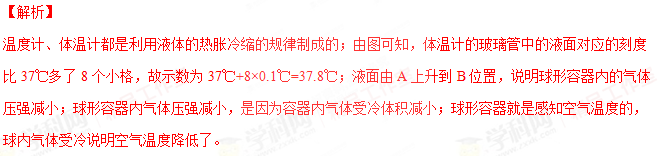 【解析】
温度计、体温计都是利用液体的热胀冷缩的规律制成的；由图可知，体温计的玻璃管中的液面对应的刻度
比37℃多了8个小格，故示数为37℃+8×0.1℃=37.8℃；液面由A上升到B位置，说明球形容器内的气体
压强减小；球形容器内气体压强减小，是因为容器内气体受冷体积减小；球形容器就是感知空气温度的，
球内气体受冷说明空气温度降低了。